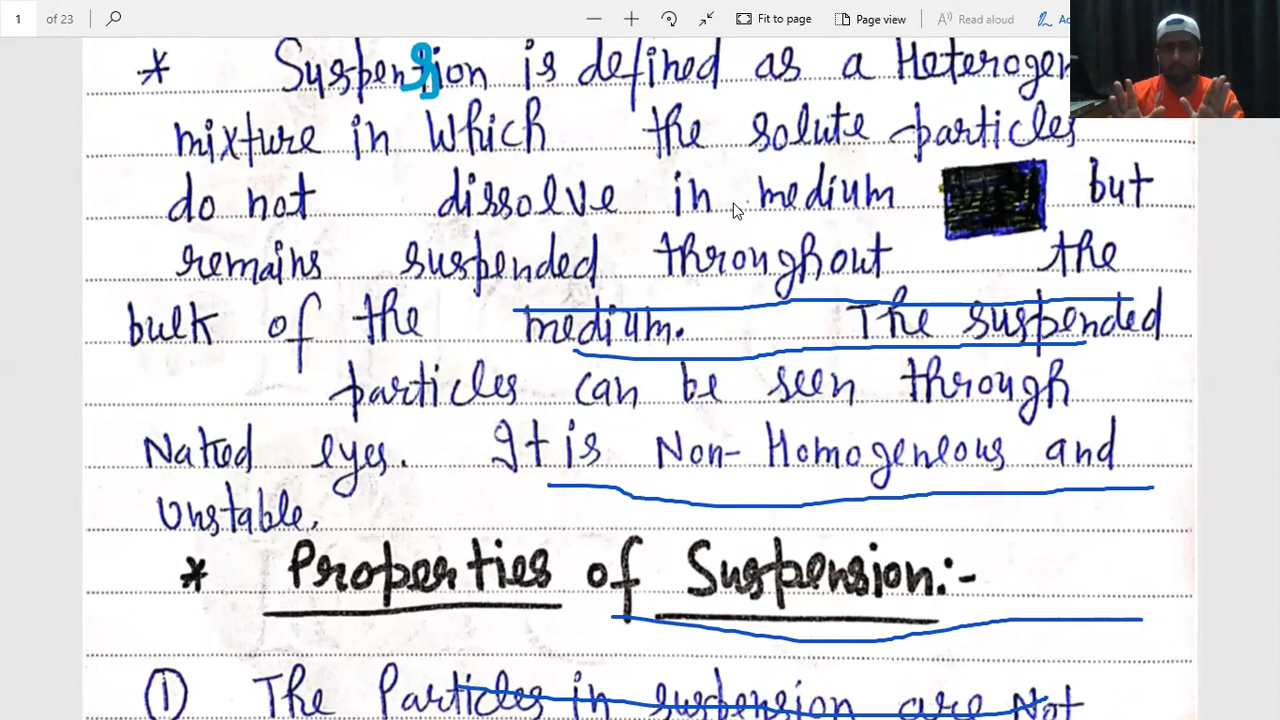 1 of 23 Fit to page Page view Read aloud
* Suspension is defined as a Heterogen
mixture in which the solute particles
do not dissolve in medium but
remains suspended throughout the
bulk of the medium. The suspended
particles can be seen through
Naked eyes. It is Non-Homogeneous and
Unstable.
* Properties of Suspension:-
① The Particles in suspension are Not